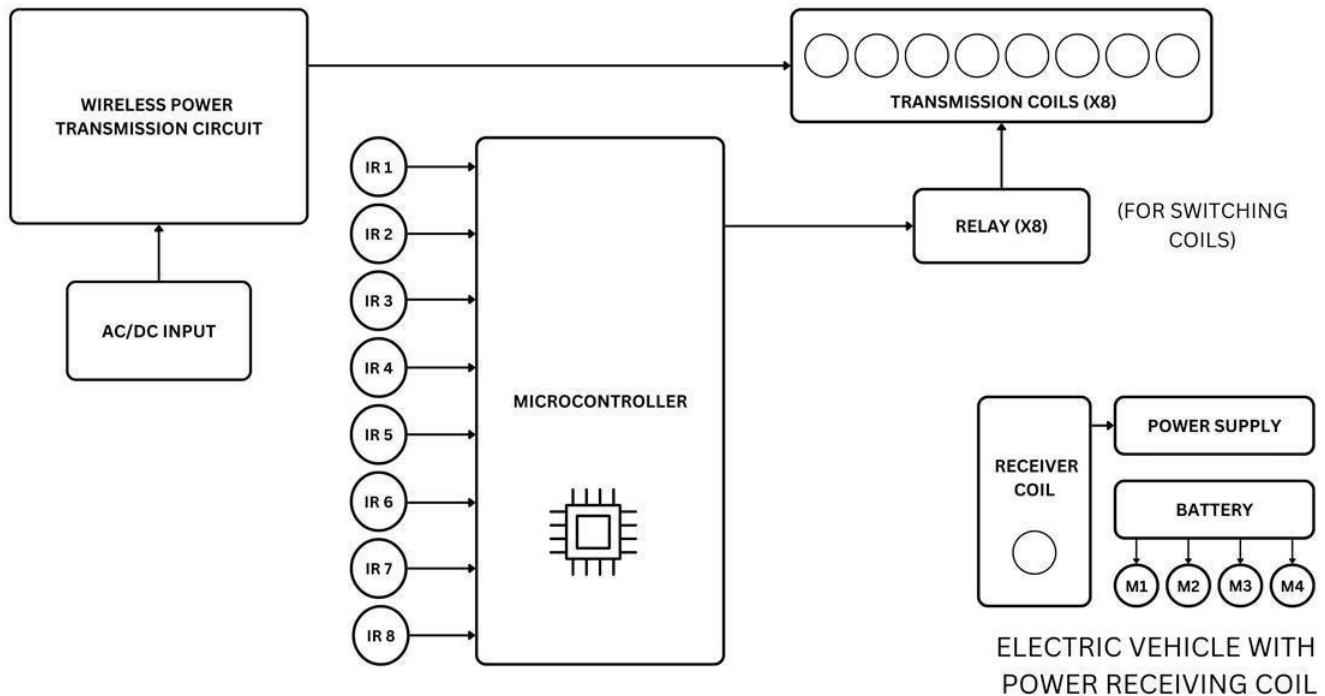 WIRELESS POWER
TRANSMISSION CIRCUIT
AC/DC INPUT
IR 1
IR 2
IR 3
IR 4
IR 5
IR 6
IR 7
IR 8
MICROCONTROLLER
TRANSMISSION COILS (X8)
RELAY (X8)
(FOR SWITCHING
COILS)
RECEIVER
COIL
POWER SUPPLY
BATTERY
M1 M2 M3 M4
ELECTRIC VEHICLE WITH
POWER RECEIVING COIL